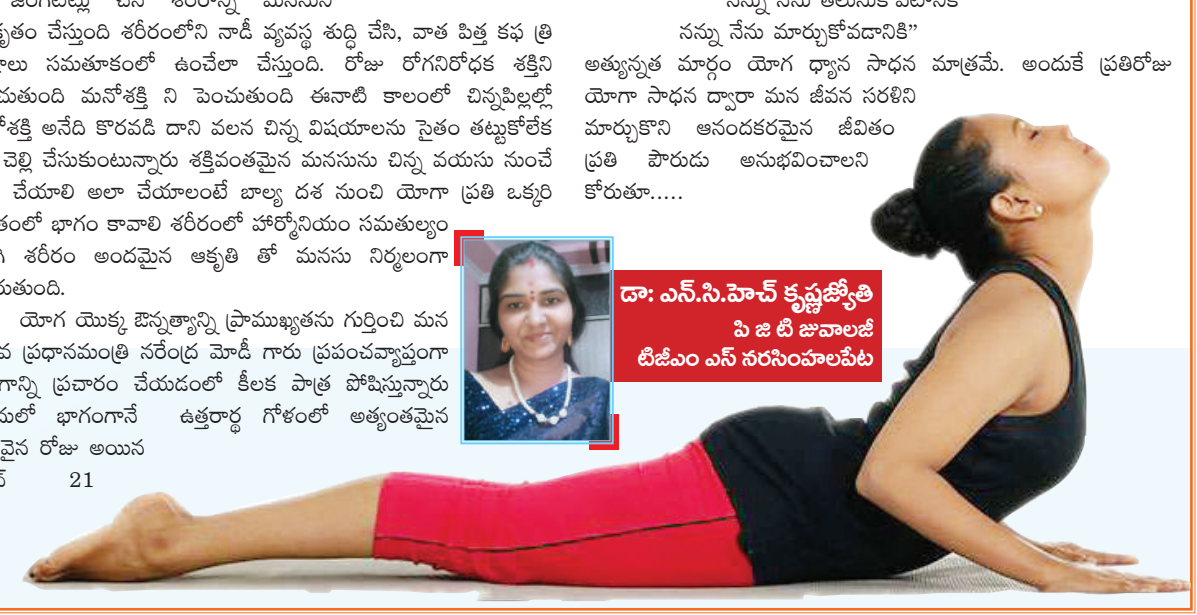 మనసుని
చేస్తుంది శరీరంలోని నాడీ వ్యవస్థ శుద్ధి చేసి, వాత పిత్త కఫ త్రి
సమతూకంలో ఉంచేలా చేస్తుంది. రోజు రోగనిరోధక శక్తిని
మనోశక్తి ని పెంచుతుంది ఈనాటి కాలంలో చిన్నపిల్లల్లో
అనేది కొరవడి దాని వలన చిన్న విషయాలను సైతం తట్టుకోలేక
చెల్లి చేసుకుంటున్నారు శక్తివంతమైన మనసును చిన్న వయసు నుంచే
చేయాలి అలా చేయాలంటే బాల్య దశ నుంచి యోగా ప్రతి ఒక్కరి
భాగం కావాలి శరీరంలో హార్మోనియం సమతుల్యం
శరీరం అందమైన ఆకృతి తో మనసు నిర్మలంగా
యోగ యొక్క ఔన్నత్యాన్ని ప్రాముఖ్యతను గుర్తించి మన
ప్రధానమంత్రి నరేంద్ర మోడీ గారు ప్రపంచవ్యాప్తంగా
ప్రచారం చేయడంలో కీలక పాత్ర పోషిస్తున్నారు
భాగంగానే ఉత్తరార్థ గోళంలో అత్యంతమైన
రోజు అయిన
21
నన్ను నేను మార్చుకోవడానికి”
అత్యున్నత మార్గం యోగ ధ్యాన సాధన మాత్రమే. అందుకే ప్రతిరోజు
యోగా సాధన ద్వారా మన జీవన సరళిని
మార్చుకొని ఆనందకరమైన జీవితం
ప్రతి పౌరుడు అనుభవించాలని
కోరుతూ.....
డా: ఎన్.సి.హెచ్ కృష్ణజ్యోతి
పి జి టి జువాలజీ
టిజీఎం ఎస్ నరసింహలపేట